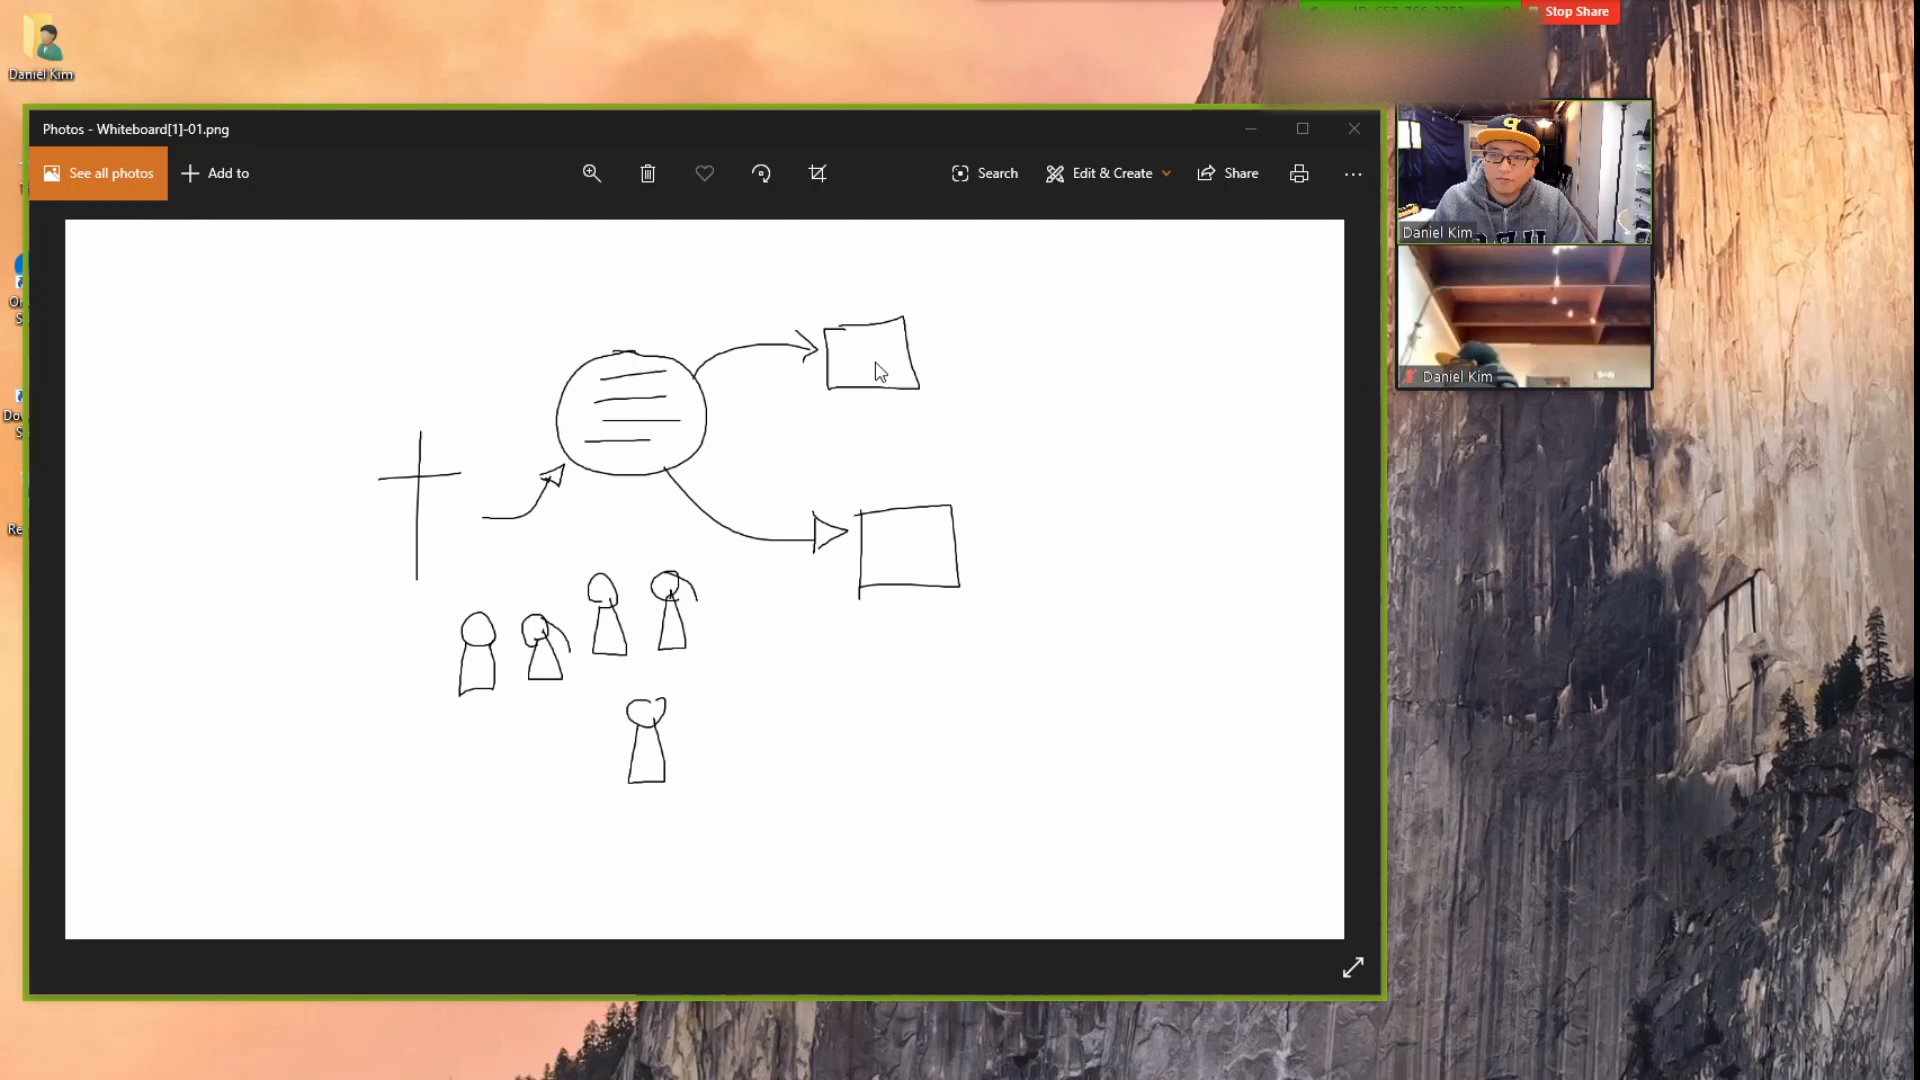 Stop Share
Daniel Kim
Photos - Whiteboard[1]-01.png
See all photos
Add to
Search
Edit & Create
Share
Daniel Kim
Daniel Kim